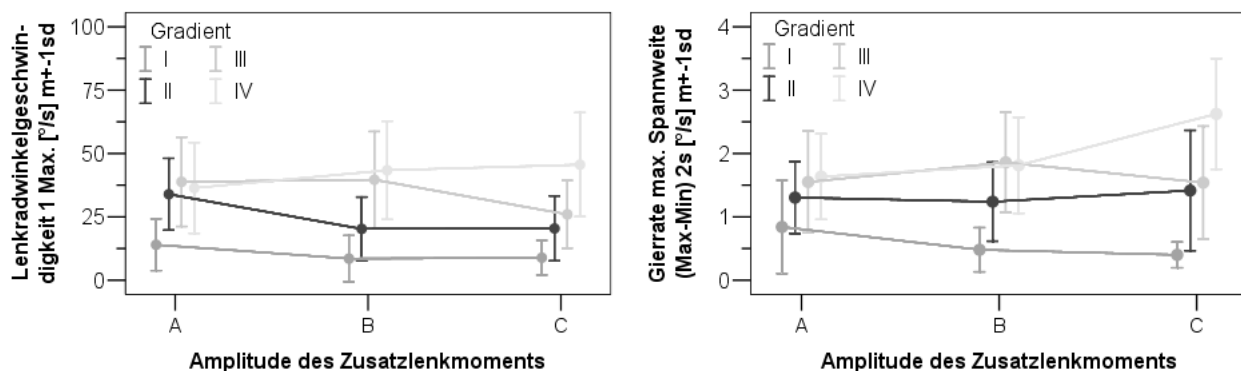 Lenkradwinkelgeschwin-
digkeit 1 Max. [°/s] m+-1sd
100
75
50
25
0
Gradient
I
III
II
IV
A
B
C
Amplitude des Zusatzlenkmoments
Gierrate max. Spannweite
(Max-Min) 2s [°/s] m+-1sd
4
3
2
1
0
Gradient
I
III
II
IV
A
B
C
Amplitude des Zusatzlenkmoments